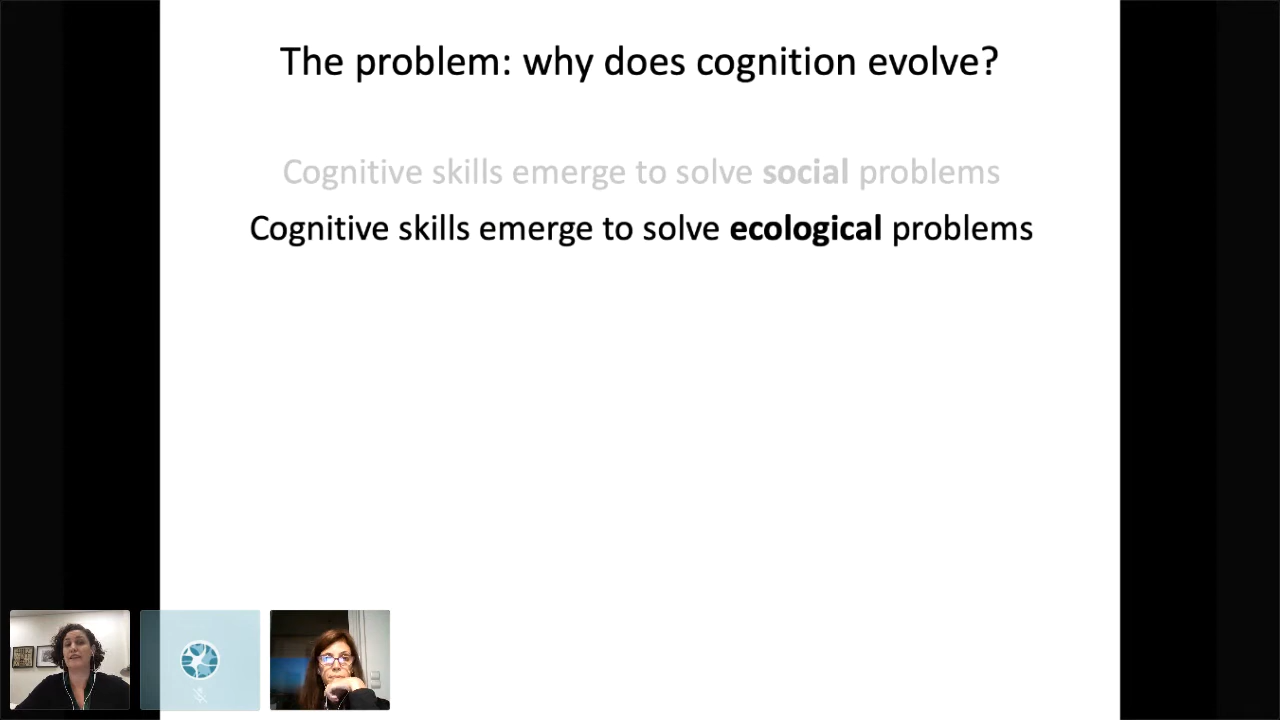 The problem: why does cognition evolve?
Cognitive skills emerge to solve social problems
Cognitive skills emerge to solve ecological problems